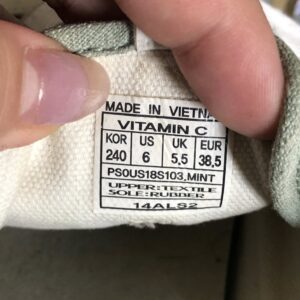 MADE IN VIETNAM
VITAMIN C
KOR US UK EUR
240 6 5,5 38,5
PS0US18S103,MINT
UPPER:TEXTILE
SOLE:RUBBER
14ALS2